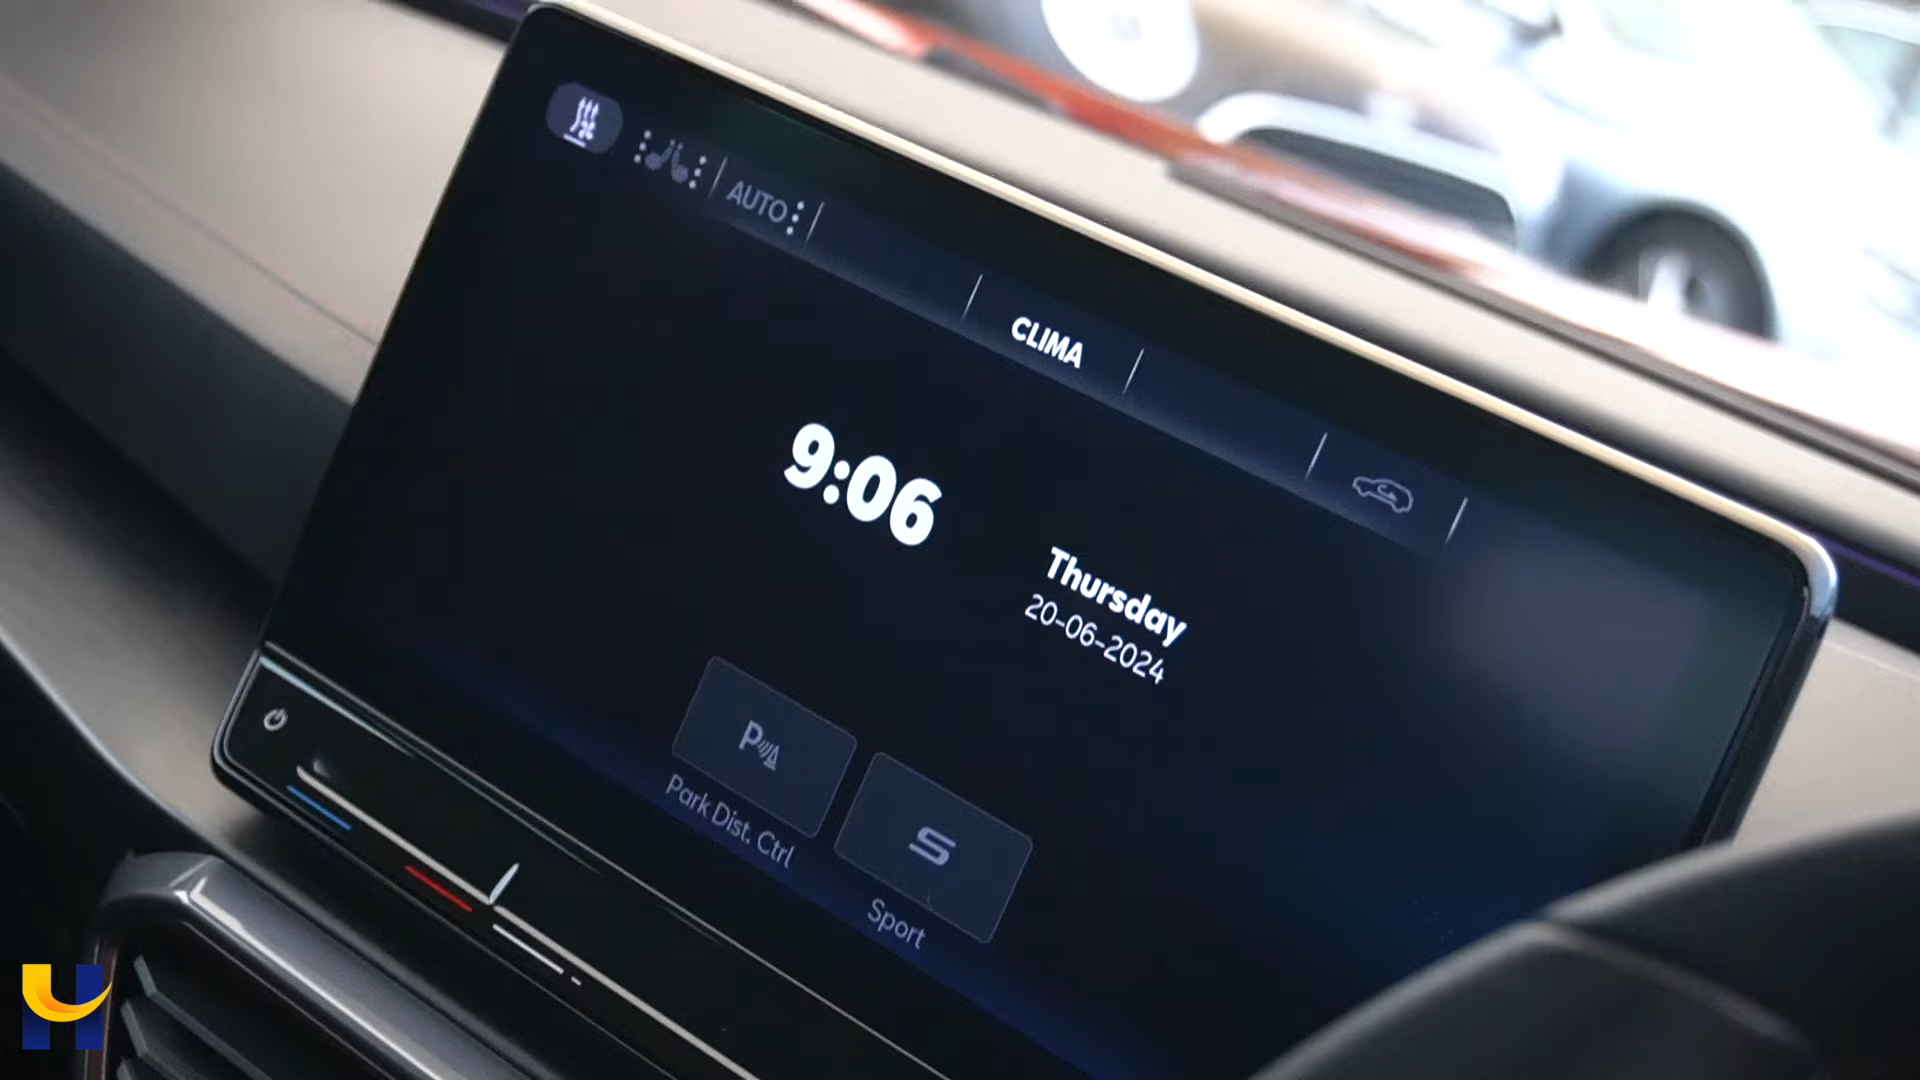 AUTO
CLIMA
9:06
Thursday
20-06-2024
P
Park Dist. Ctrl
S
Sport